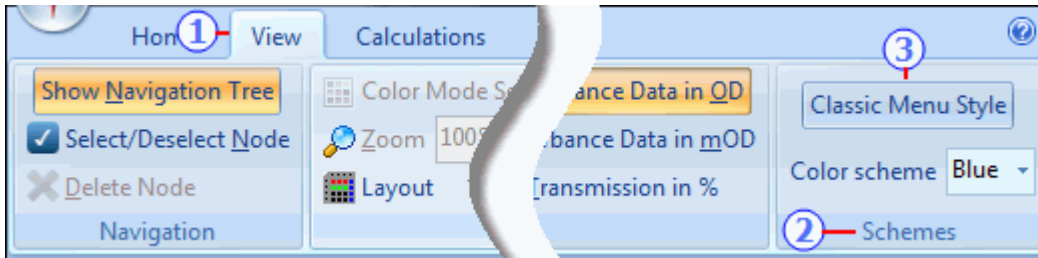 Hom 1 View Calculations
3
Show Navigation Tree
Color Mode Se
bance Data in OD
Classic Menu Style
Select/Deselect Node
Zoom 100%
rbance Data in mOD
Color scheme Blue
Delete Node
Layout
Transmission in %
Navigation
2 Schemes